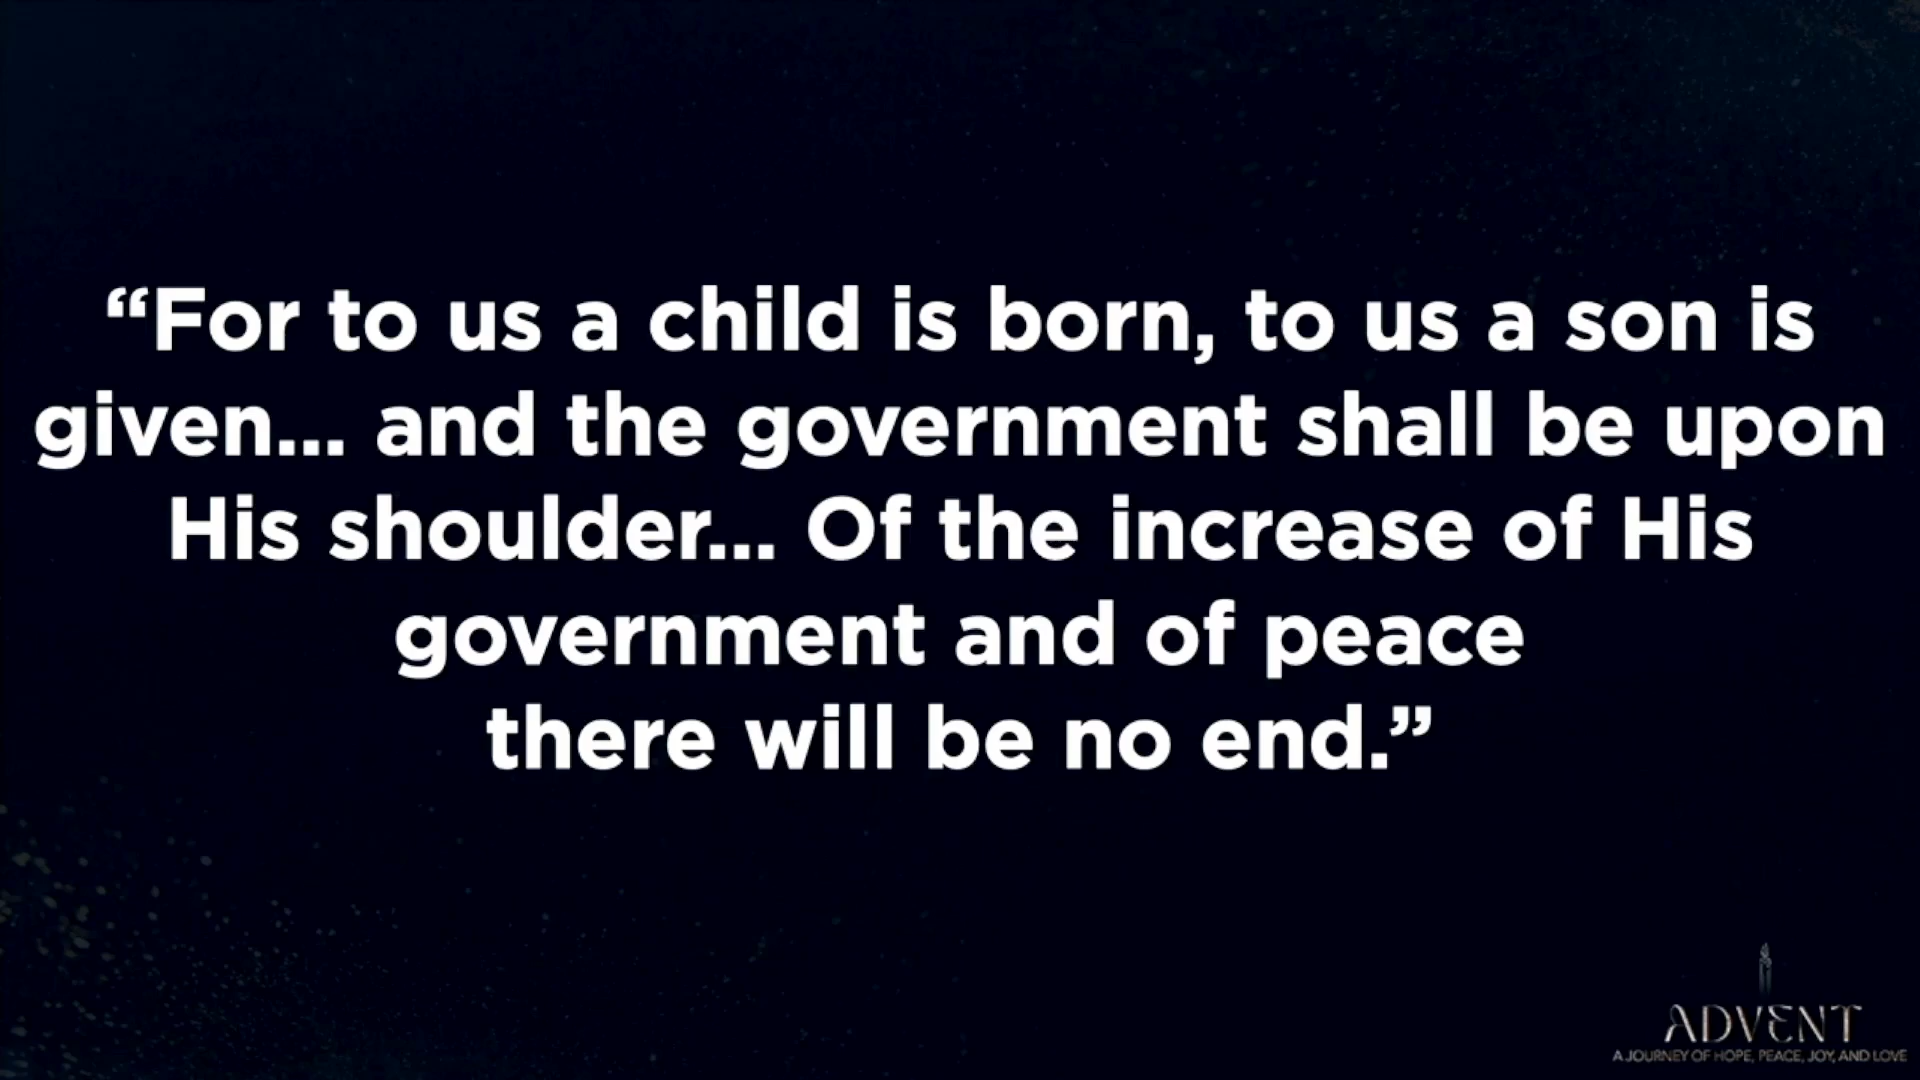 “For to us a child is born, to us a son is
given... and the government shall be upon
His shoulder... Of the increase of His
government and of peace
there will be no end.”
ADVENT
A JOURNEY OF HOPE, PEACE, JOY, AND LOVE